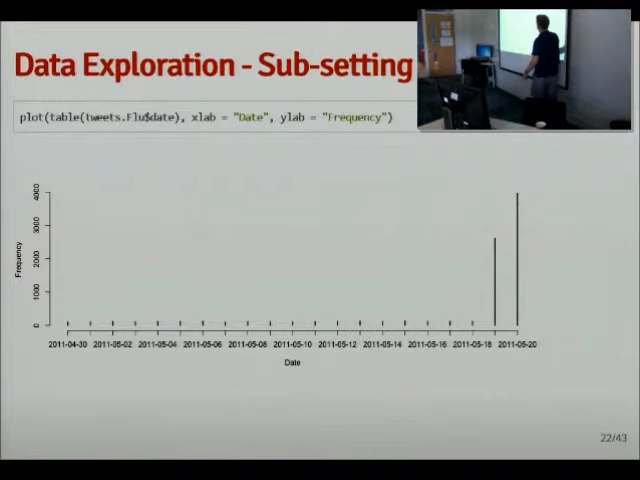 Data Exploration - Sub-setting
plot(table(tweets.Flu$date), xlab = "Date", ylab = "Frequency")
Frequency
4000
3000
2000
1000
0
2011-04-30 2011-05-02 2011-05-04 2011-05-06 2011-05-08 2011-05-10 2011-05-12 2011-05-14 2011-05-16 2011-05-18 2011-05-20
Date
22/43